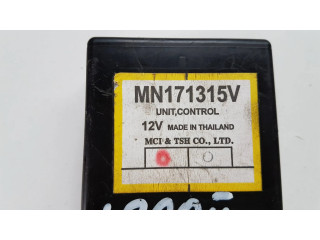 MN171315V
UNIT,CONTROL
12V MADE IN THAILAND
MCI & TSH CO., LTD.